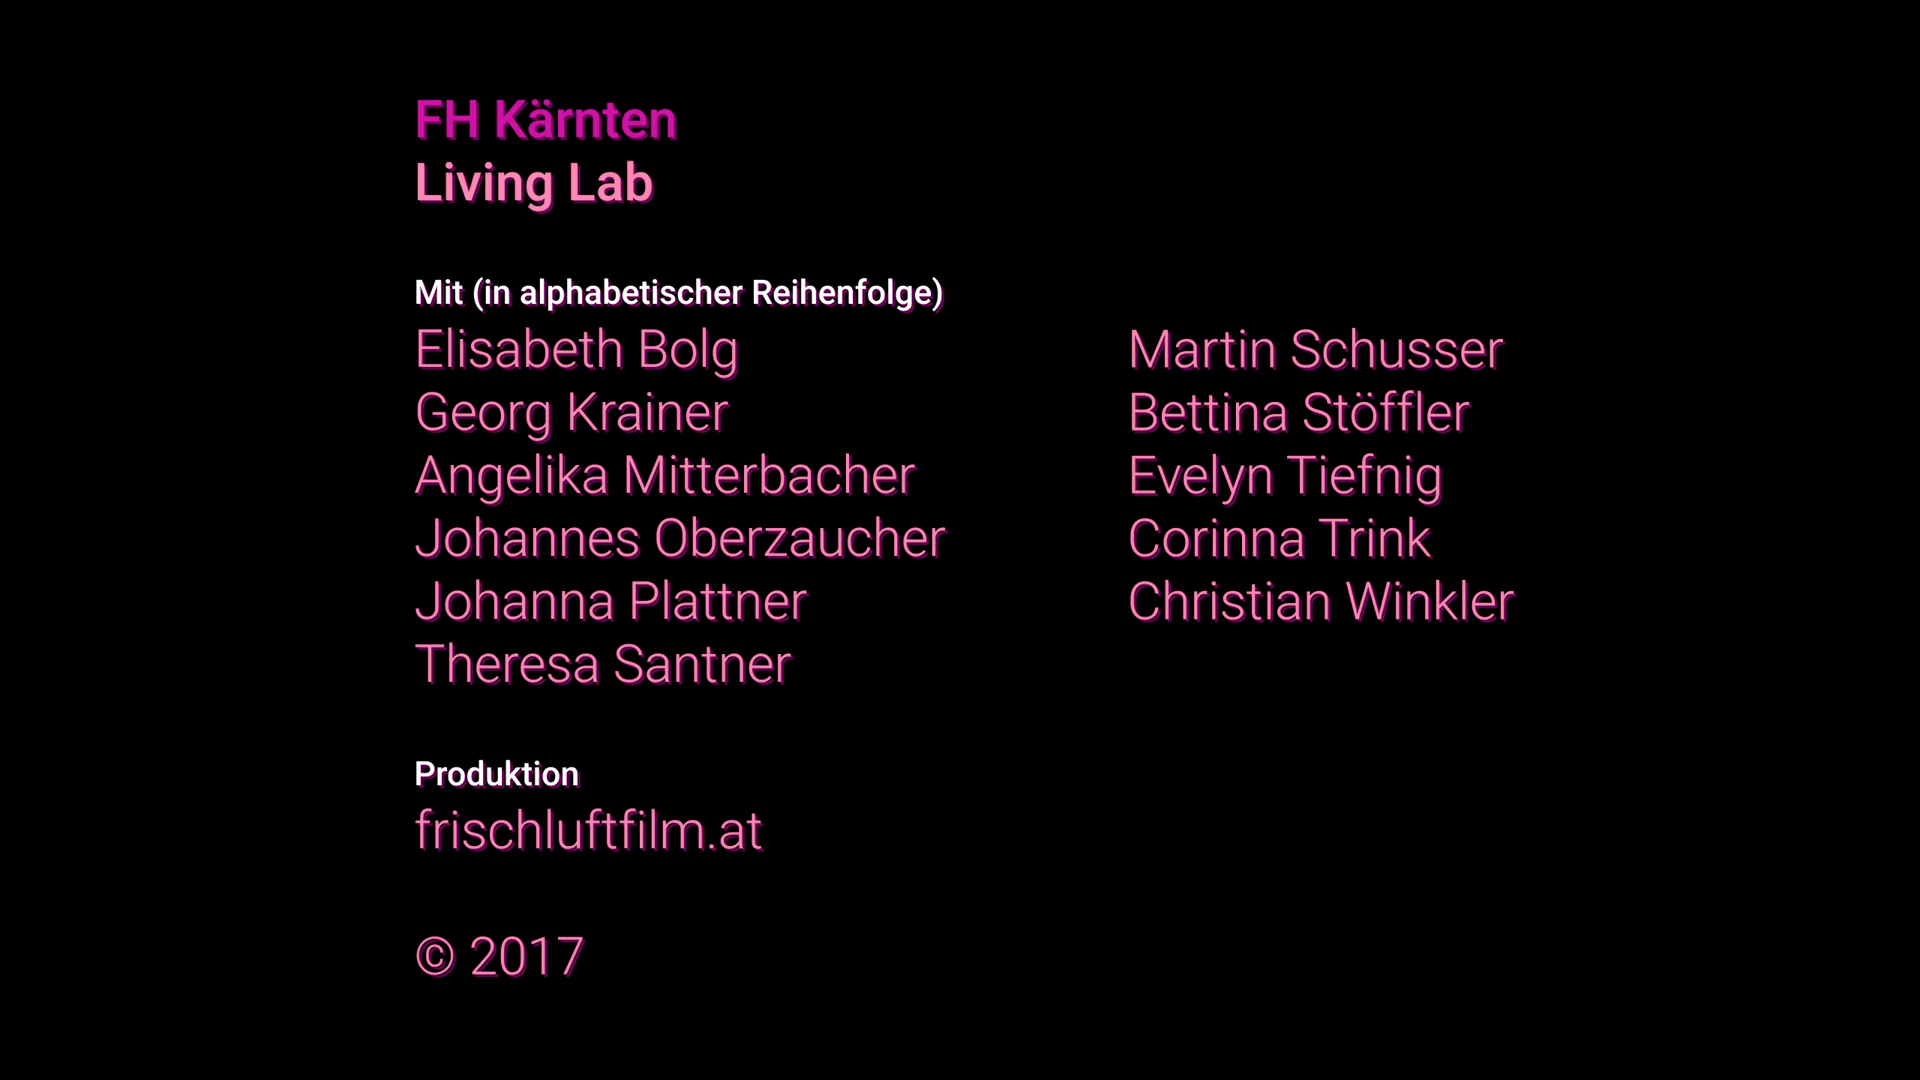 FH Kärnten
Living Lab
Mit (in alphabetischer Reihenfolge)
Elisabeth Bolg
Georg Krainer
Angelika Mitterbacher
Johannes Oberzaucher
Johanna Plattner
Theresa Santner
Martin Schusser
Bettina Stöffler
Evelyn Tiefnig
Corinna Trink
Christian Winkler
Produktion
frischluftfilm.at
© 2017